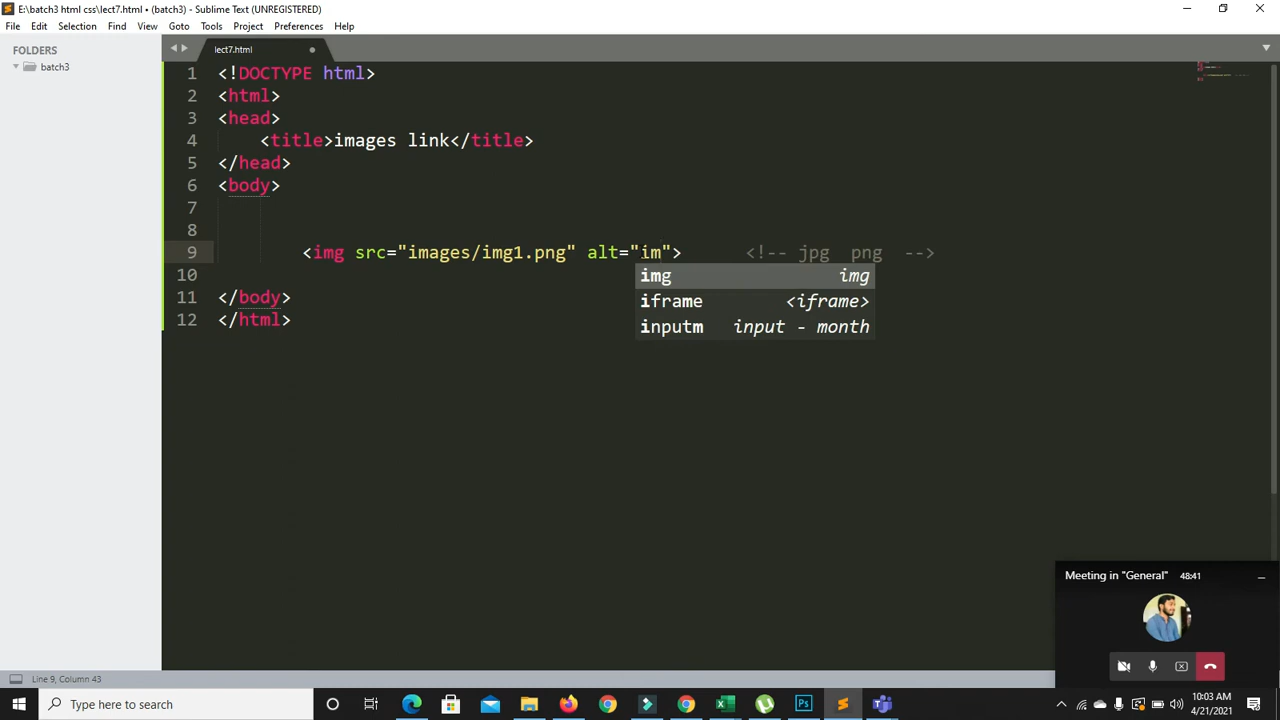 E:\batch3 html css\lect7.html • (batch3) - Sublime Text (UNREGISTERED)
File Edit Selection Find View Goto Tools Project Preferences Help
FOLDERS
batch3
lect7.html
1 <!DOCTYPE html>
2 <html>
3 <head>
4 <title>images link</title>
5 </head>
6 <body>
7
8
9 <img src="images/img1.png" alt="im"> <!-- jpg png -->
img img
iframe <iframe>
inputm input - month
10
11 </body>
12 </html>
Meeting in "General" 48:41
Line 9, Column 43
Type here to search
10:03 AM
4/21/2021